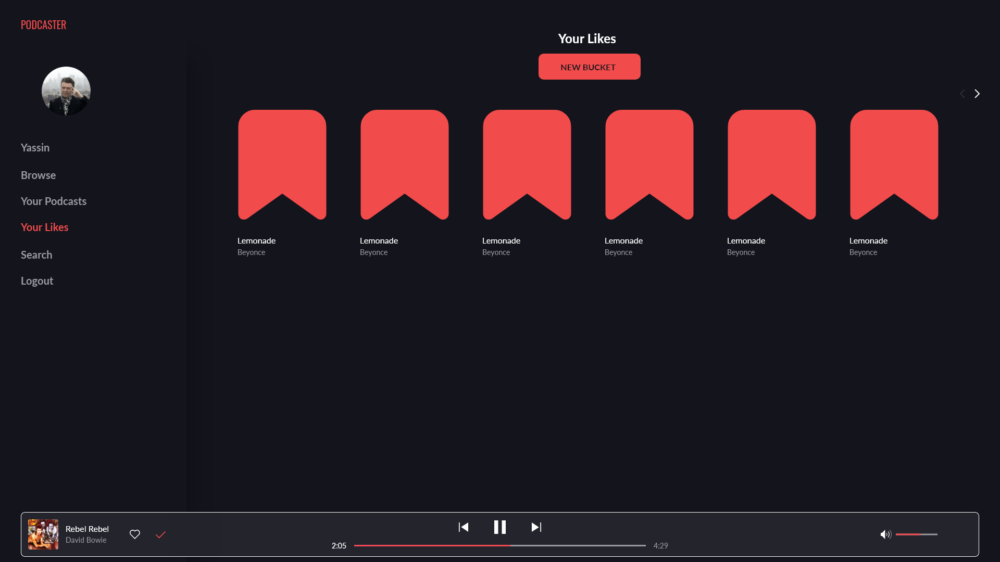 PODCASTER
Yassin
Browse
Your Podcasts
Your Likes
Search
Logout
Your Likes
NEW BUCKET
Lemonade
Beyonce
Lemonade
Beyonce
Lemonade
Beyonce
Lemonade
Beyonce
Lemonade
Beyonce
Lemonade
Beyonce
Rebel Rebel
David Bowie
2:05
4:29